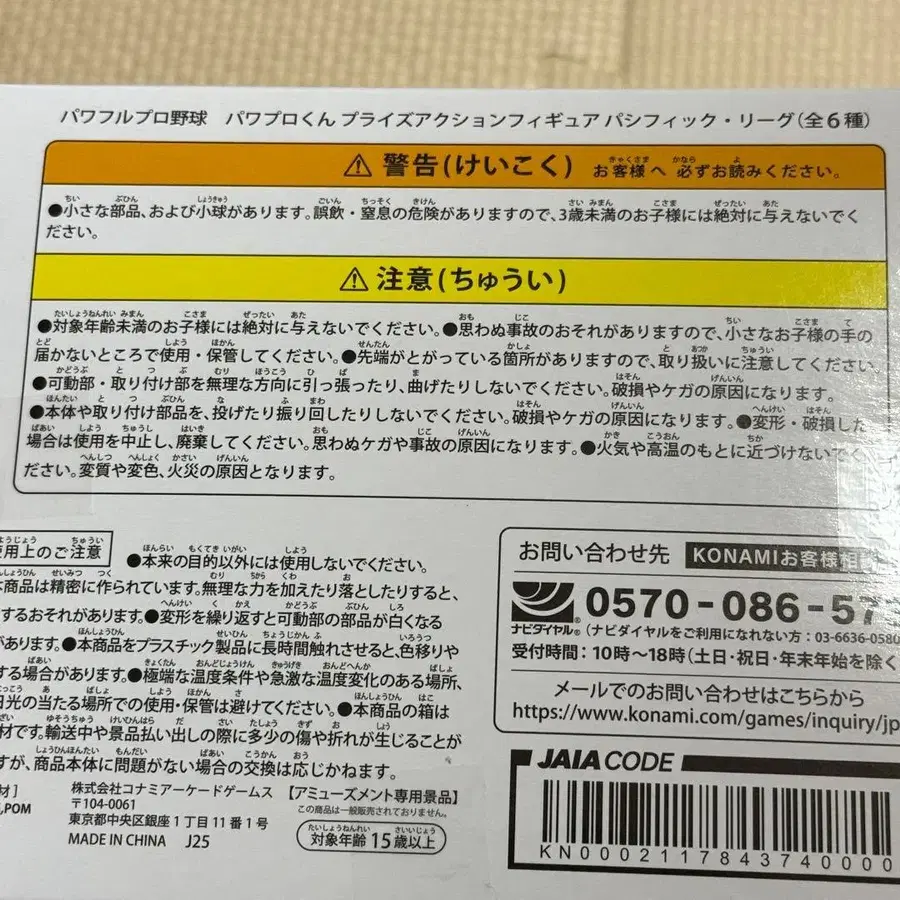 パワフルプロ野球　パワプロくん プライズアクションフィギュア パシフィック・リーグ(全6種)
⚠ 警告(けいこく) お客様へ 必ずお読みください。
●小さな部品、および小球があります。誤飲・窒息の危険がありますので、3歳未満のお子様には絶対に与えないでく
ださい。
⚠ 注意(ちゅうい)
●対象年齢未満のお子様には絶対に与えないでください。●思わぬ事故のおそれがありますので、小さなお子様の手の
届かないところで使用・保管してください。●先端がとがっている箇所がありますので、取り扱いに注意してください。
●可動部・取り付け部を無理な方向に引っ張ったり、曲げたりしないでください。破損やケガの原因になります。
●本体や取り付け部品を、投げたり振り回したりしないでください。破損やケガの原因になります。●変形・破損した
場合は使用を中止し、廃棄してください。思わぬケガや事故の原因になります。●火気や高温のもとに近づけないでく
ださい。変質や変色、火災の原因となります。
使用上のご注意 ●本来の目的以外には使用しないでください。
本商品は精密に作られています。無理な力を加えたり落としたりすると、
するおそれがあります。●変形を繰り返すと可動部の部品が白くなる
があります。●本商品をプラスチック製品に長時間触れさせると、色移りや
する場合があります。●極端な温度条件や急激な温度変化のある場所、
日光の当たる場所での使用・保管は避けてください。●本商品の箱は
材です。輸送中や景品払い出しの際に多少の傷や折れが生じることが
すが、商品本体に問題がない場合の交換は応じかねます。
材]
,POM
株式会社コナミアーケードゲームス
〒104-0061
東京都中央区銀座1丁目11番1号
MADE IN CHINA J25
【アミューズメント専用景品】
この商品は一般販売されておりません。
対象年齢 15歳以上
お問い合わせ先 KONAMIお客様相談
ナビダイヤル® 0570-086-57
(ナビダイヤルをご利用になれない方：03-6636-0580
受付時間：10時〜18時(土日・祝日・年末年始を除く
メールでのお問い合わせはこちらから
https://www.konami.com/games/inquiry/jp
JAIA CODE
KN0002117843740000